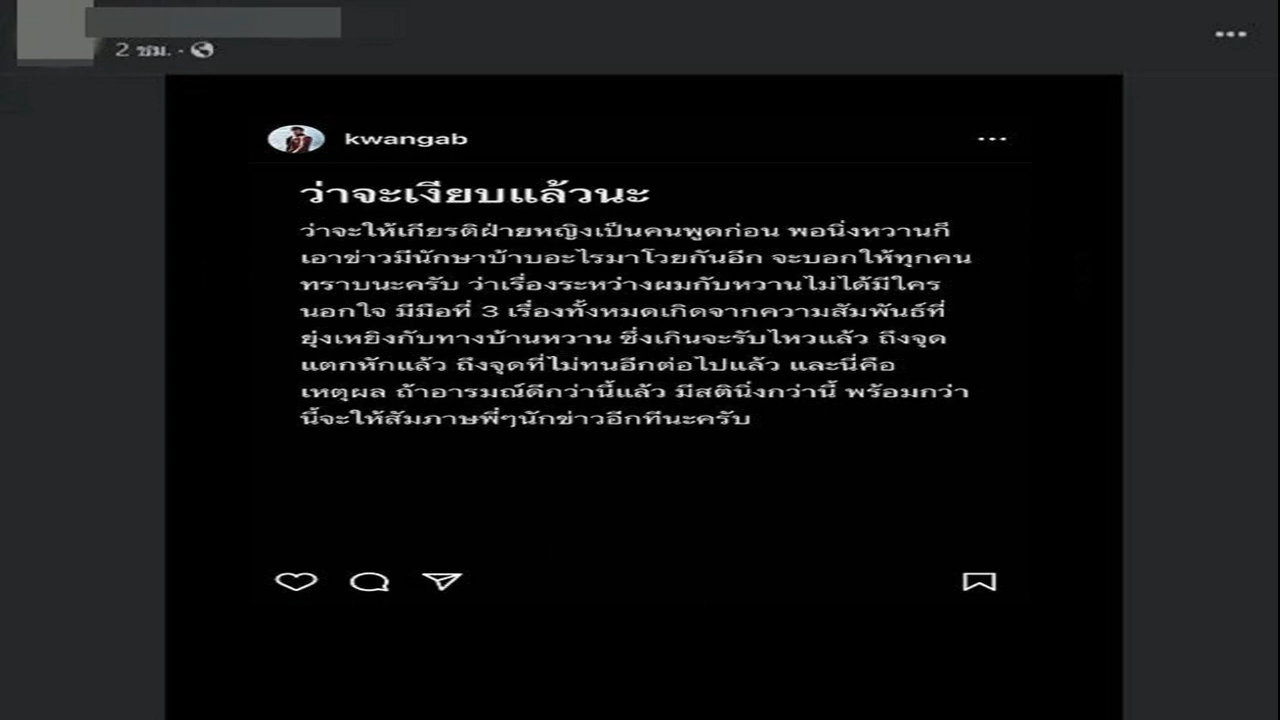 2 ชม. ·
kwangab
ว่าจะเงียบแล้วนะ
ว่าจะให้เกียรติฝ่ายหญิงเป็นคนพูดก่อน พอนิ่งหวานก็
เอาข่าวมีนักษาบ้าบอะไรมาโวยกันอีก จะบอกให้ทุกคน
ทราบนะครับ ว่าเรื่องระหว่างผมกับหวานไม่ได้มีใคร
นอกใจ มีมือที่ 3 เรื่องทั้งหมดเกิดจากความสัมพันธ์ที่
ยุ่งเหยิงกับทางบ้านหวาน ซึ่งเกินจะรับไหวแล้ว ถึงจุด
แตกหักแล้ว ถึงจุดที่ไม่ทนอีกต่อไปแล้ว และนี่คือ
เหตุผล ถ้าอารมณ์ดีกว่านี้แล้ว มีสตินิ่งกว่านี้ พร้อมกว่า
นี้จะให้สัมภาษพี่ๆนักข่าวอีกทีนะครับ